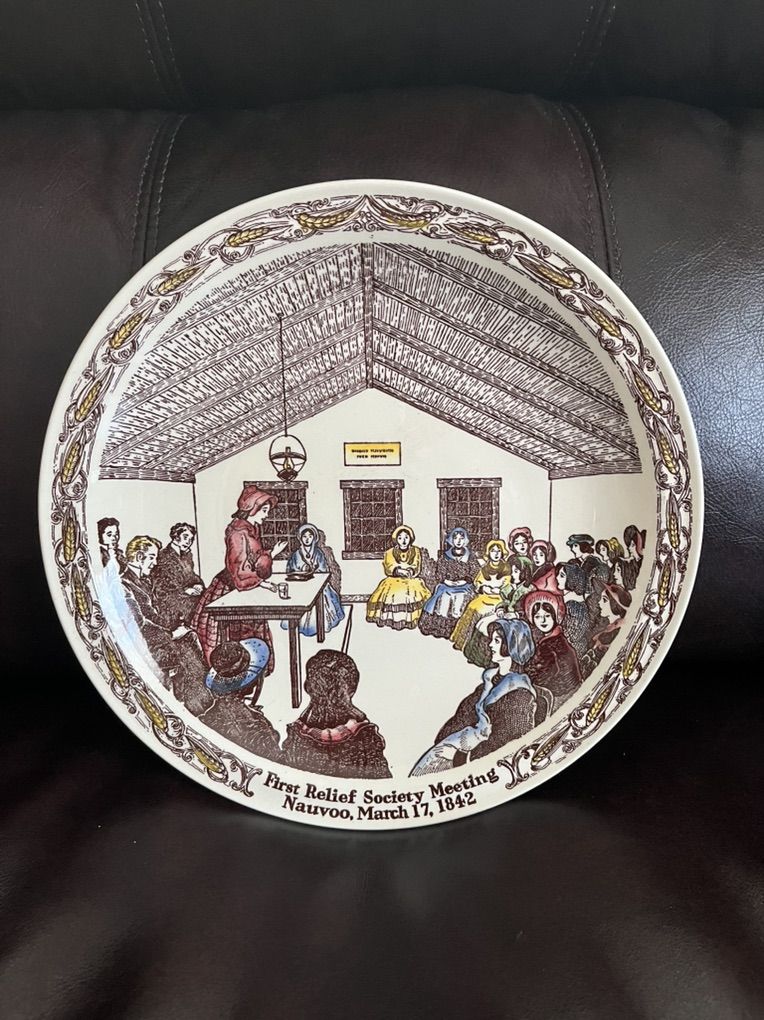 First Relief Society Meeting
Nauvoo, March 17, 1842